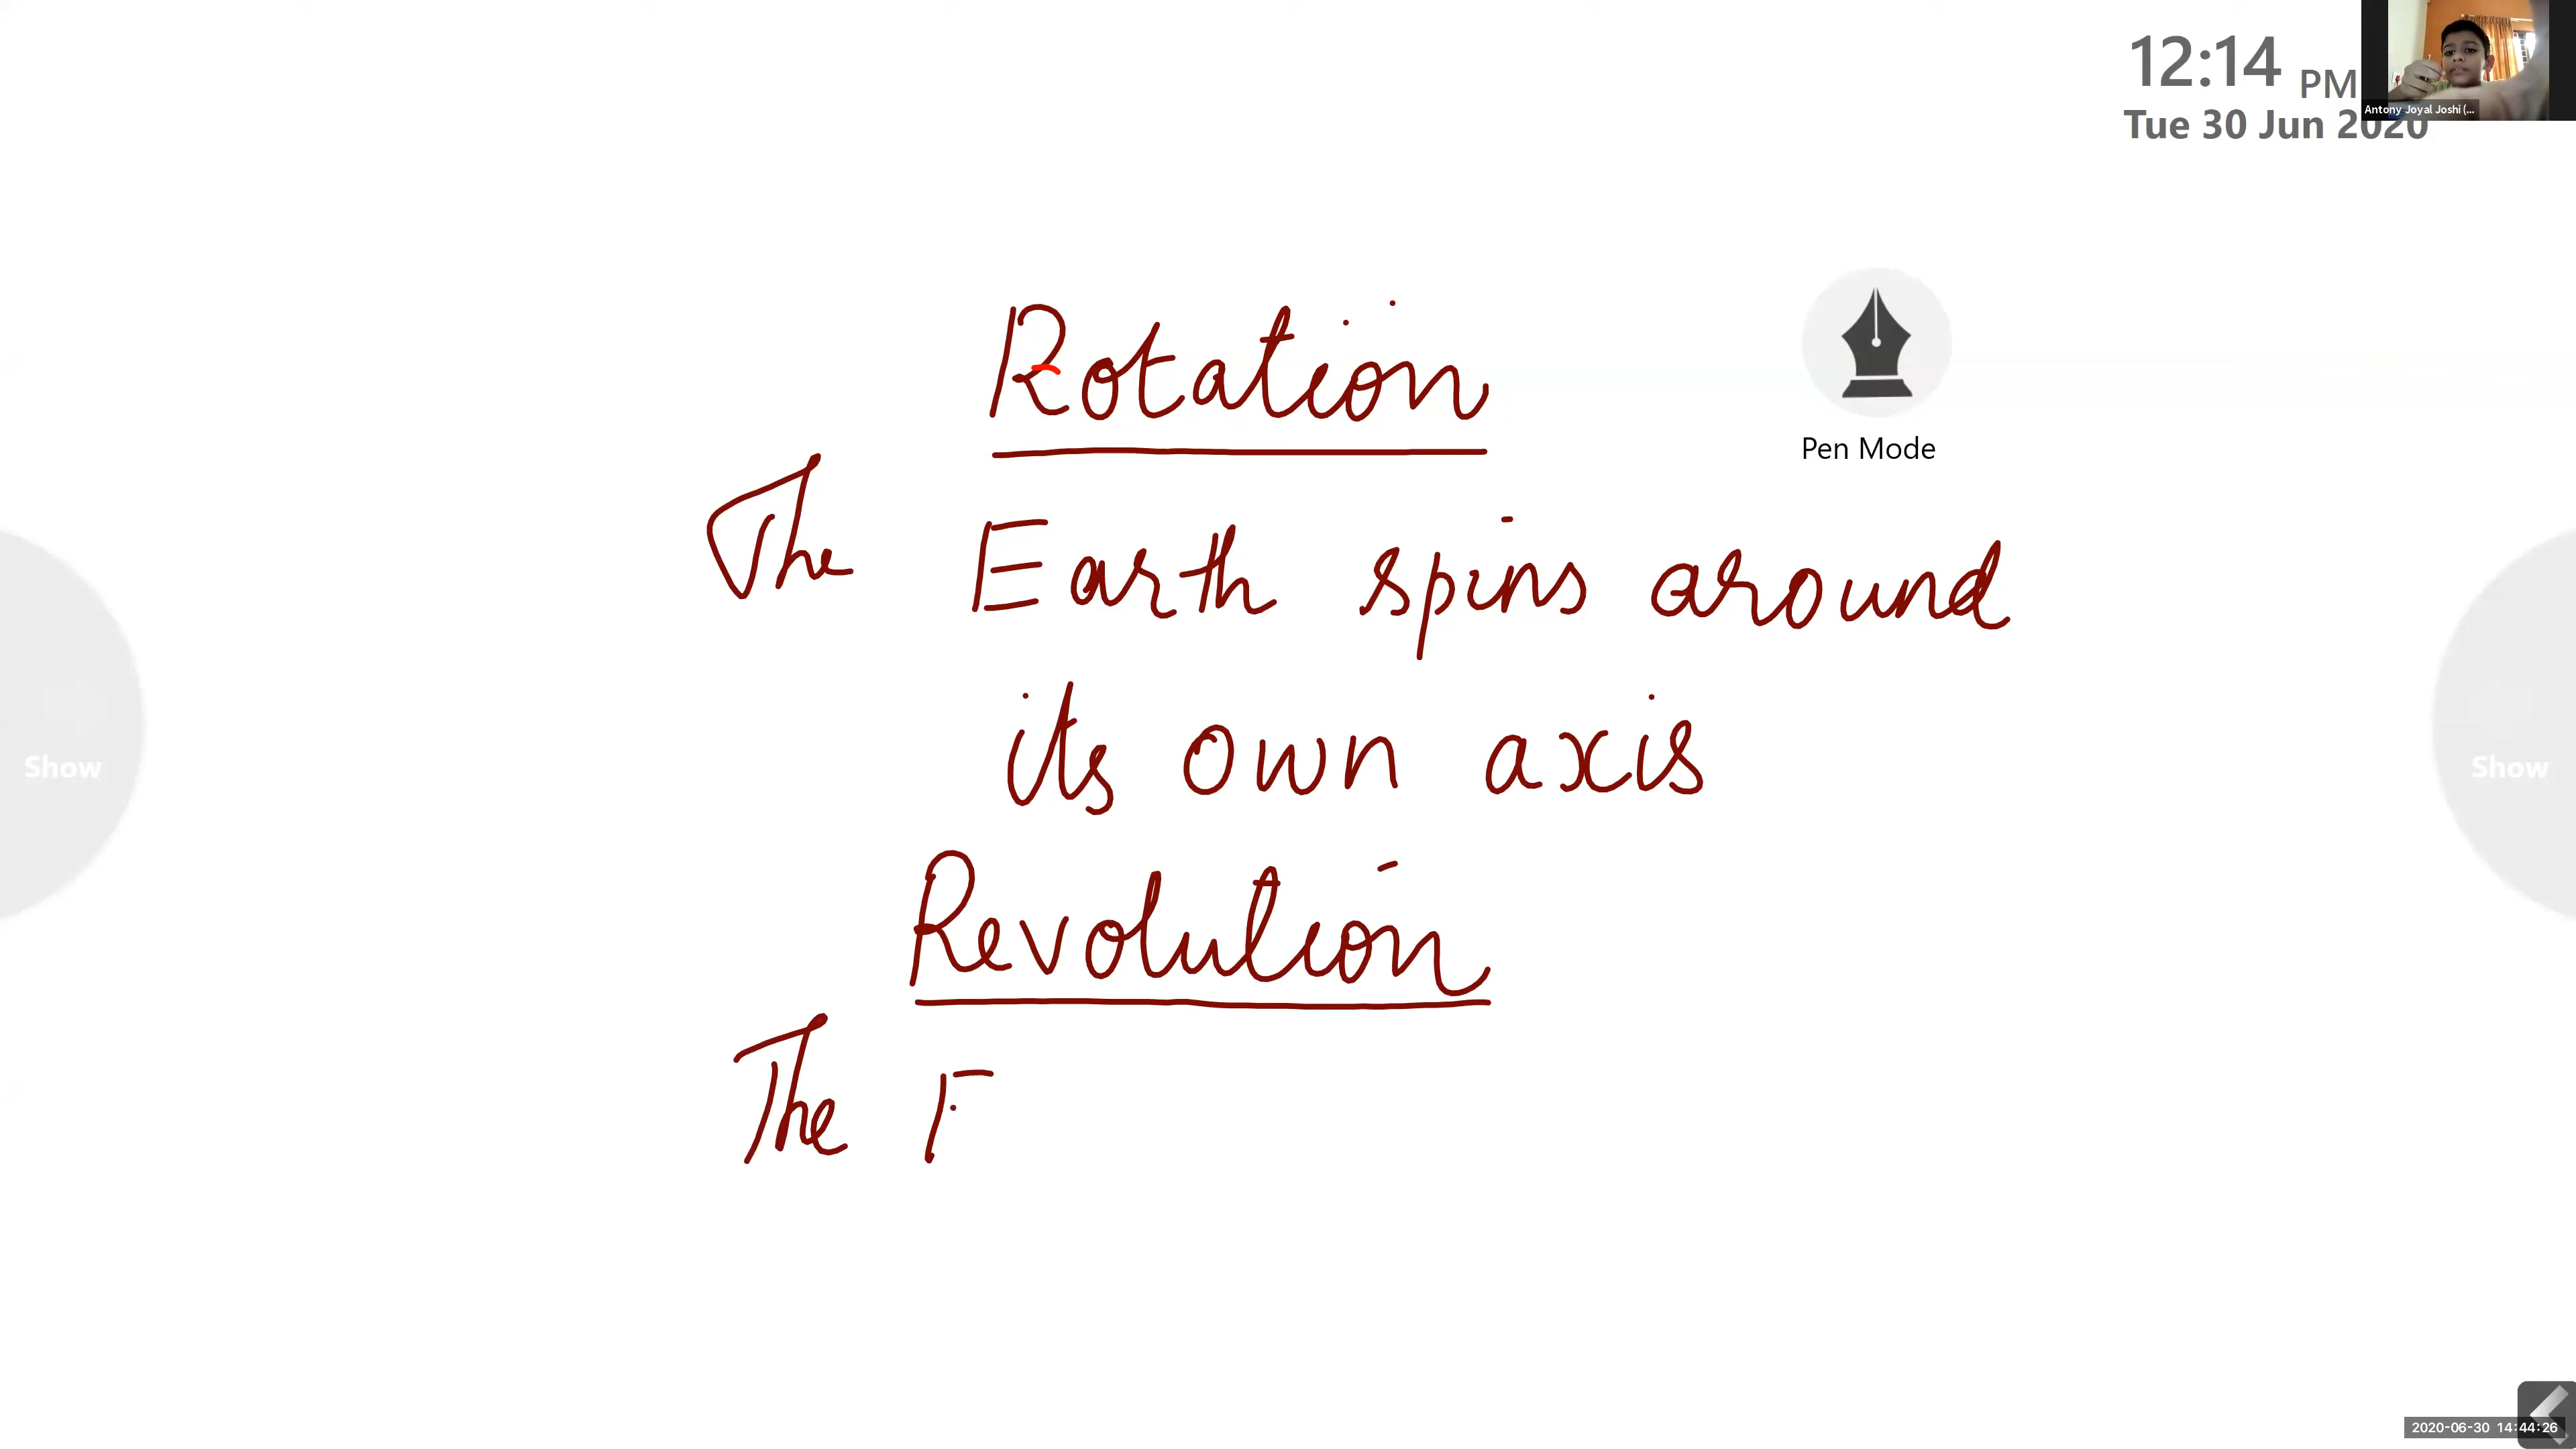 12:14 PM
Tue 30 Jun 2020
Antony Joyal Joshi (...
Rotation
Pen Mode
The Earth spins around
its own axis
Show
Show
Revolution
The
2020-06-30 14:44:26